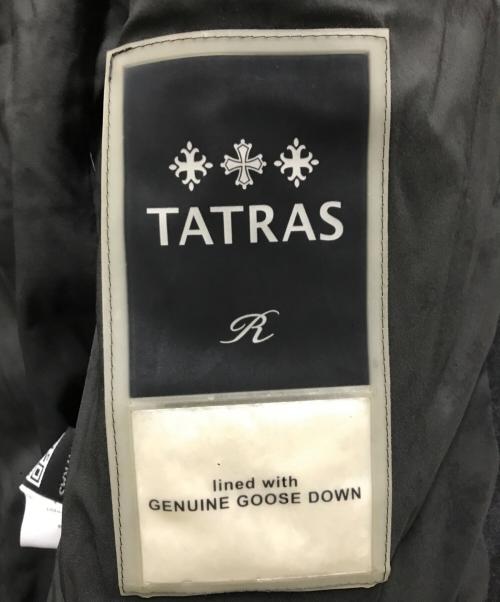 TATRAS
R
lined with
GENUINE GOOSE DOWN